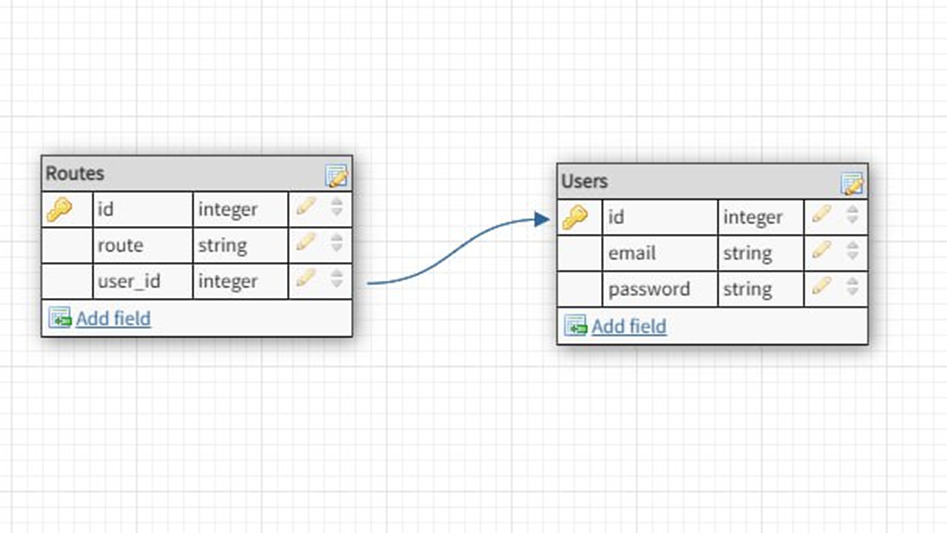 Routes
id integer
route string
user_id integer
Add field
Users
id integer
email string
password string
Add field